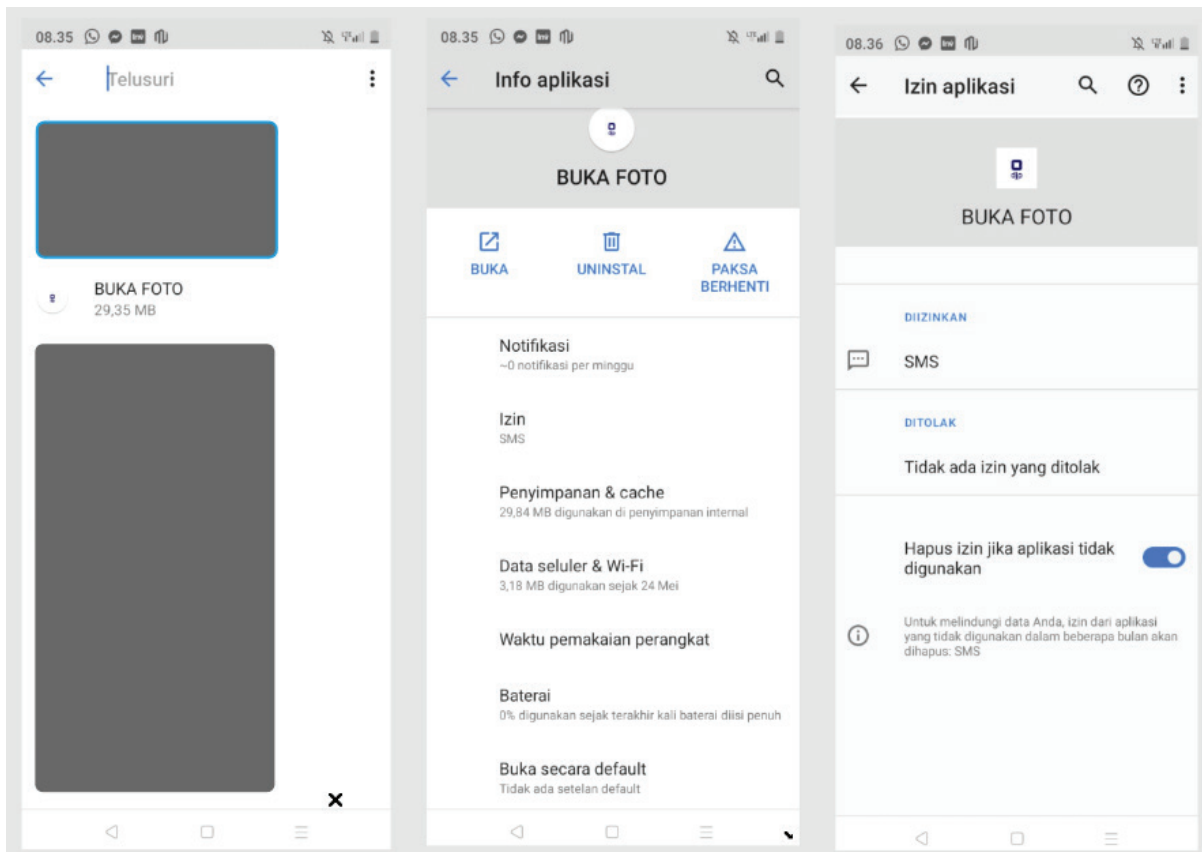 08.35
Telusuri
BUKA FOTO
29,35 MB
08.35
Info aplikasi
BUKA FOTO
BUKA
UNINSTAL
PAKSA
BERHENTI
Notifikasi
~0 notifikasi per minggu
Izin
SMS
Penyimpanan & cache
29,84 MB digunakan di penyimpanan internal
Data seluler & Wi-Fi
3,18 MB digunakan sejak 24 Mei
Waktu pemakaian perangkat
Baterai
0% digunakan sejak terakhir kali baterai diisi penuh
Buka secara default
Tidak ada setelan default
08.36
Izin aplikasi
BUKA FOTO
DIIZINKAN
SMS
DITOLAK
Tidak ada izin yang ditolak
Hapus izin jika aplikasi tidak
digunakan
Untuk melindungi data Anda, izin dari aplikasi
yang tidak digunakan dalam beberapa bulan akan
dihapus: SMS